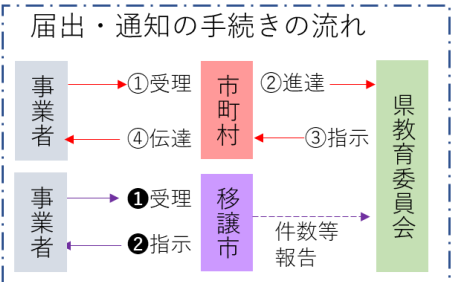 届出・通知の手続きの流れ
事業者
①受理
市町村
②進達
④伝達
③指示
県教育委員会
事業者
❶受理
移譲市
❷指示
件数等
報告